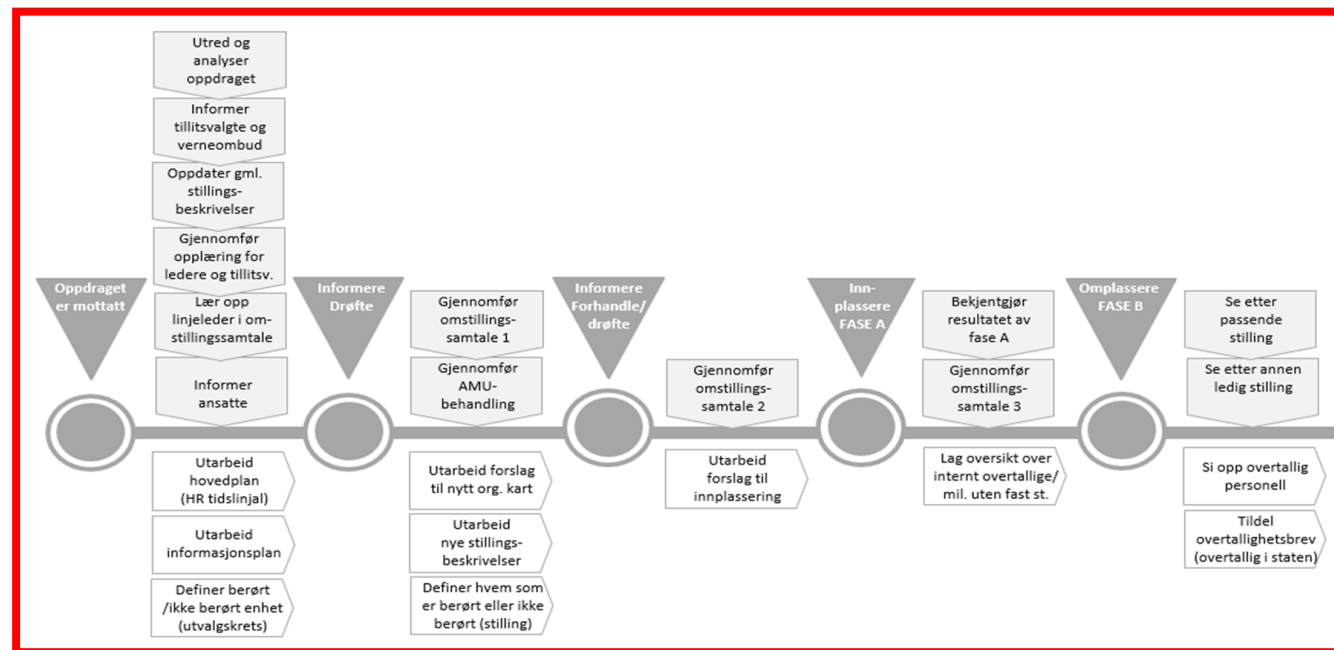 Utred og
analyser
oppdraget
Informer
tillitsvalgte og
verneombud
Oppdater gml.
stillings-
beskrivelser
Gjennomfør
opplæring for
ledere og tillitsv.
Lær opp
linjeleder i om-
stillingssamtale
Informer
ansatte
Oppdraget
er mottatt
Utarbeid
hovedplan
(HR tidslinjal)
Utarbeid
informasjonsplan
Definer berørt
/ikke berørt enhet
(utvalgskrets)
Informere
Drøfte
Gjennomfør
omstillings-
samtale 1
Gjennomfør
AMU-
behandling
Utarbeid forslag
til nytt org. kart
Utarbeid
nye stillings-
beskrivelser
Definer hvem som
er berørt eller ikke
berørt (stilling)
Informere
Forhandle/
drøfte
Gjennomfør
omstillings-
samtale 2
Utarbeid
forslag til
innplassering
Inn-
plassere
FASE A
Bekjentgjør
resultatet av
fase A
Gjennomfør
omstillings-
samtale 3
Lag oversikt over
internt overtallige/
mil. uten fast st.
Omplassere
FASE B
Se etter
passende
stilling
Se etter annen
ledig stilling
Si opp overtallig
personell
Tildel
overtallighetsbrev
(overtallig i staten)